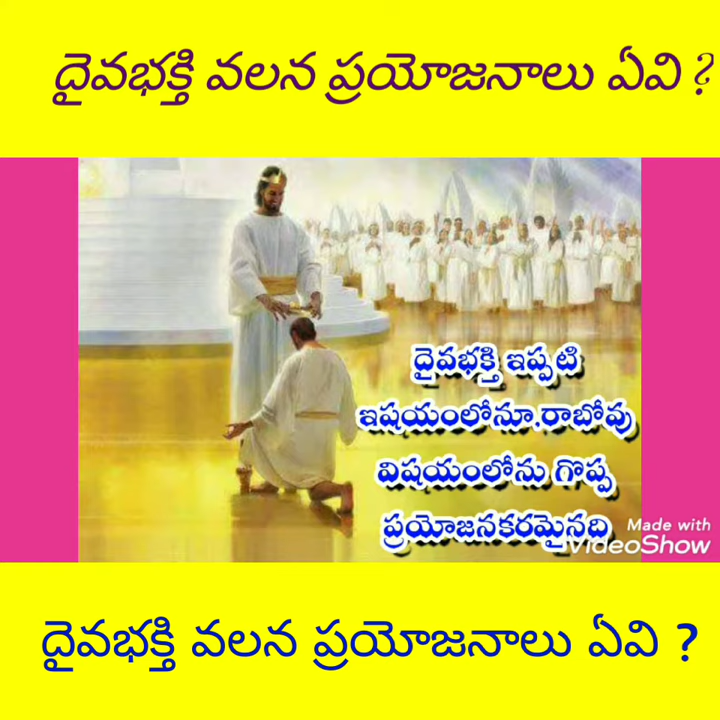 దైవభక్తి వలన ప్రయోజనాలు ఏవి ?
దైవభక్తి ఇప్పటి
ఇషయంలోనూ.రాబోవు
విషయంలోను గొప్ప
ప్రయోజనకరమైనది
Made with
VideoShow
దైవభక్తి వలన ప్రయోజనాలు ఏవి ?